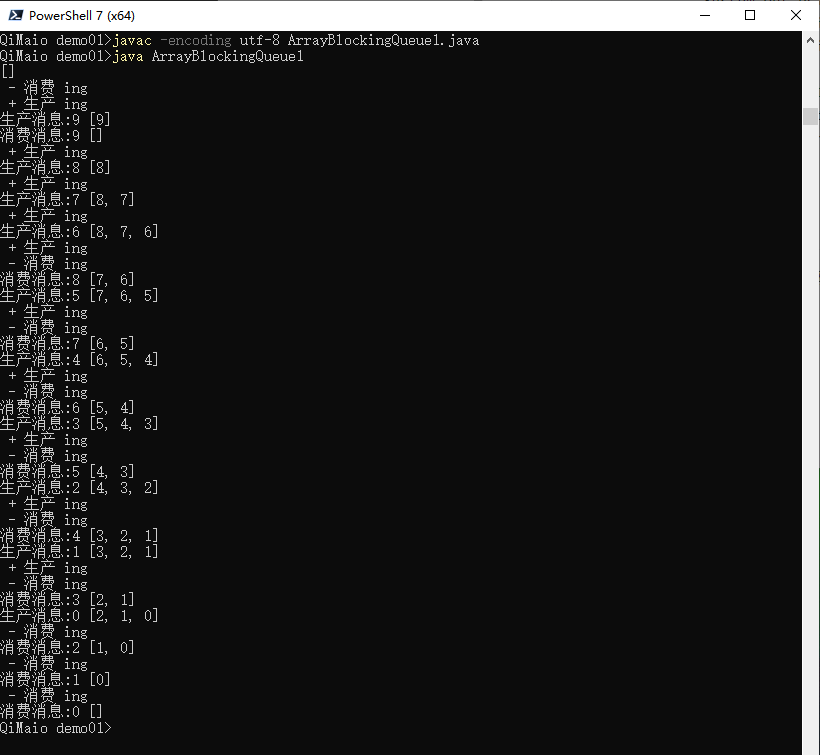 PowerShell 7 (x64)
QiMaio demo01>javac -encoding utf-8 ArrayBlockingQueue1.java
QiMaio demo01>java ArrayBlockingQueue1
[]
 - 消费 ing
 + 生产 ing
生产消息:9 [9]
消费消息:9 []
 + 生产 ing
生产消息:8 [8]
 + 生产 ing
生产消息:7 [8, 7]
 + 生产 ing
生产消息:6 [8, 7, 6]
 + 生产 ing
 - 消费 ing
消费消息:8 [7, 6]
生产消息:5 [7, 6, 5]
 + 生产 ing
 - 消费 ing
消费消息:7 [6, 5]
生产消息:4 [6, 5, 4]
 + 生产 ing
 - 消费 ing
消费消息:6 [5, 4]
生产消息:3 [5, 4, 3]
 + 生产 ing
 - 消费 ing
消费消息:5 [4, 3]
生产消息:2 [4, 3, 2]
 + 生产 ing
 - 消费 ing
消费消息:4 [3, 2, 1]
生产消息:1 [3, 2, 1]
 + 生产 ing
 - 消费 ing
消费消息:3 [2, 1]
生产消息:0 [2, 1, 0]
 - 消费 ing
消费消息:2 [1, 0]
 - 消费 ing
消费消息:1 [0]
 - 消费 ing
消费消息:0 []
QiMaio demo01>